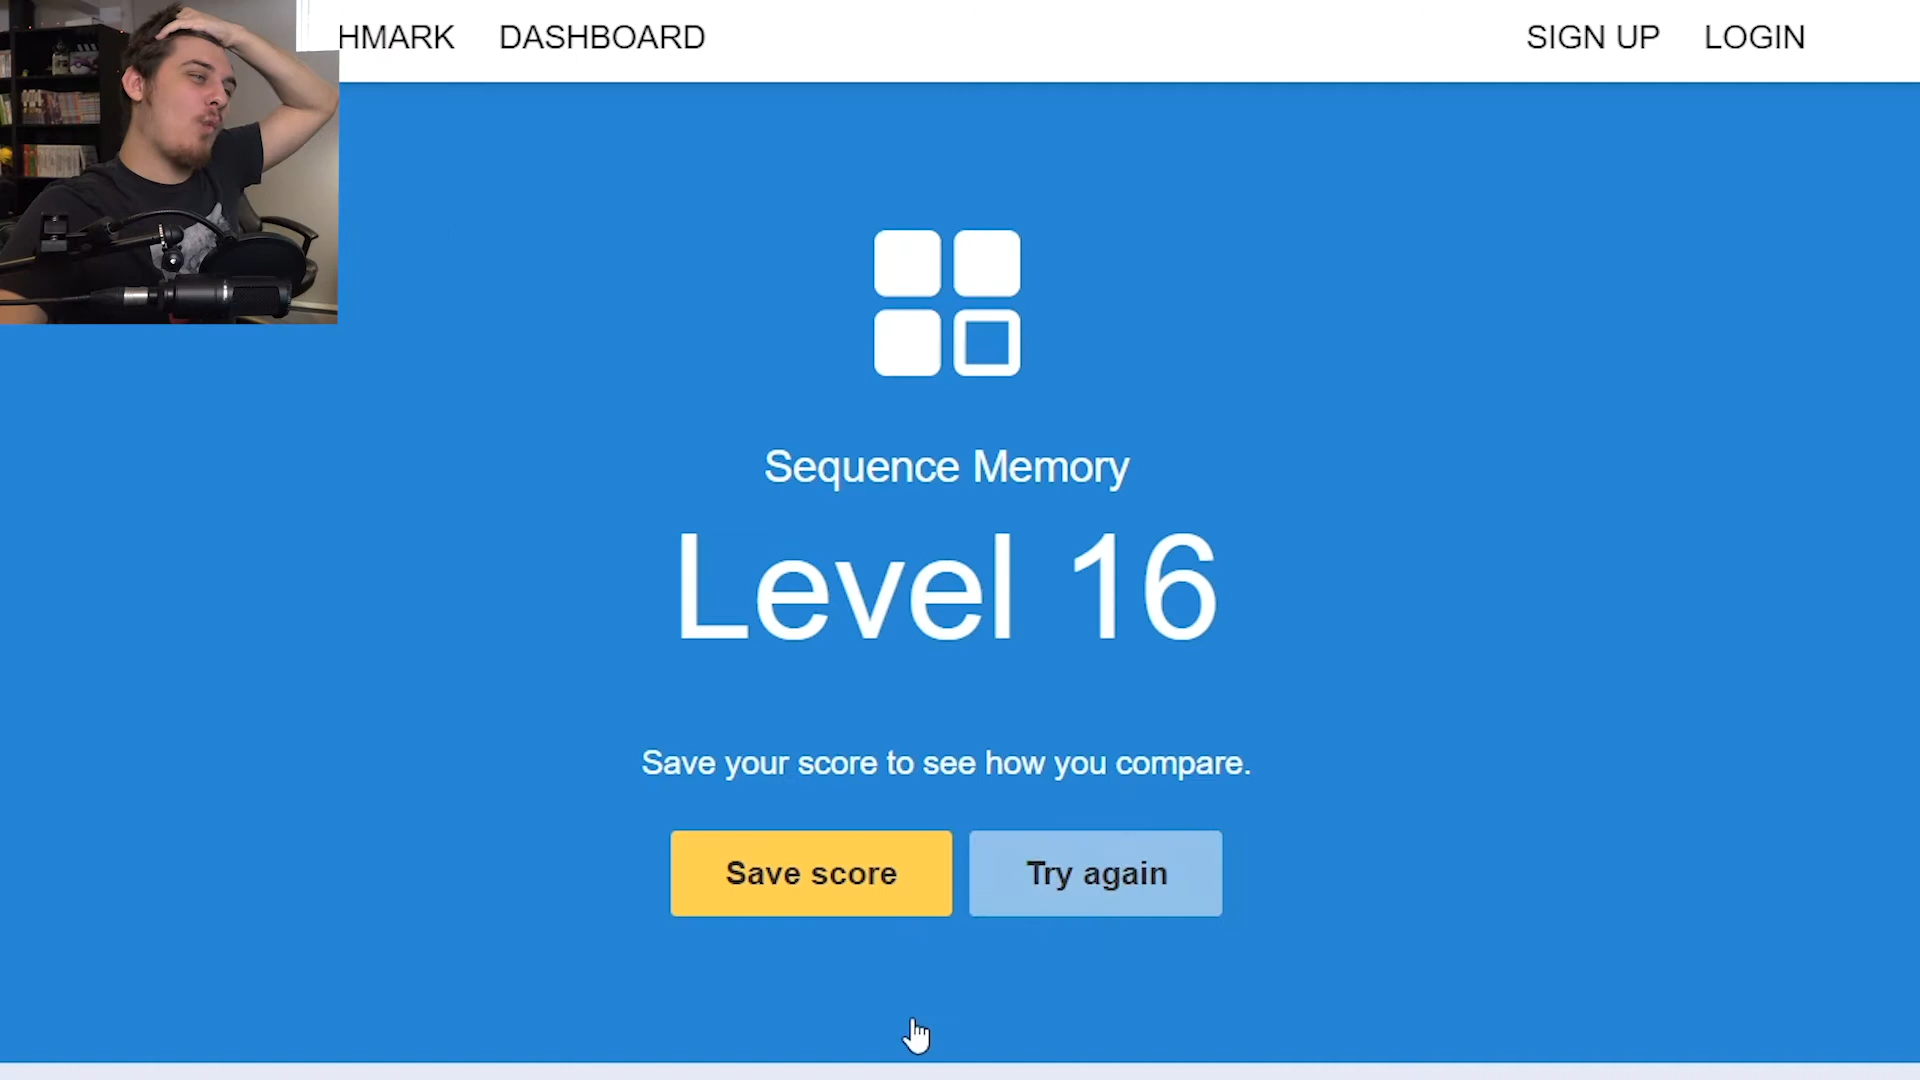 HMARK DASHBOARD SIGN UP LOGIN
Sequence Memory
Level 16
Save your score to see how you compare.
Save score Try again